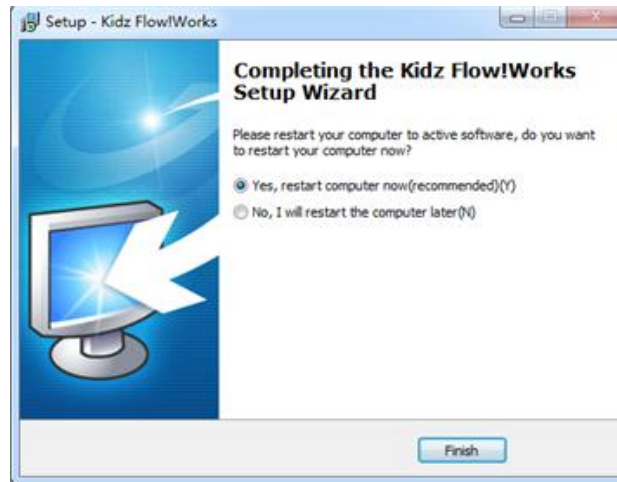 Setup - Kidz Flow!Works
Completing the Kidz Flow!Works
Setup Wizard
Please restart your computer to active software, do you want
to restart your computer now?
Yes, restart computer now(recommended)(Y)
No, I will restart the computer later(N)
Finish